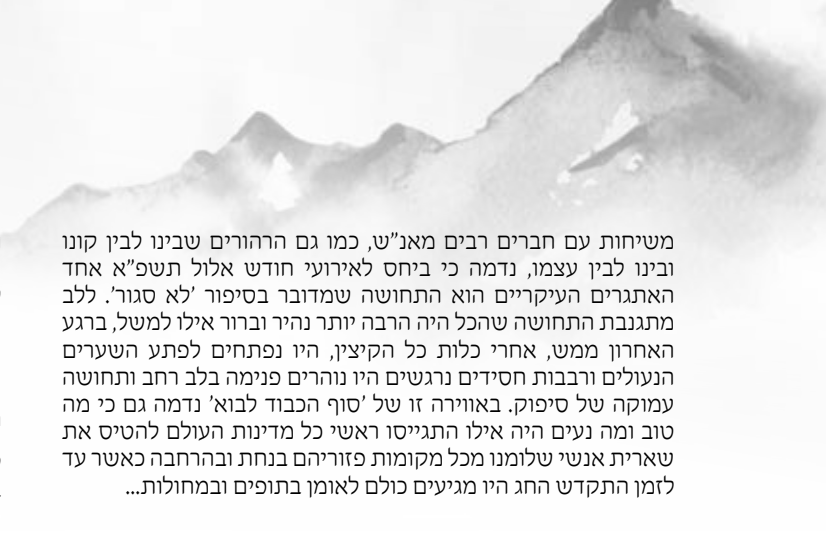 משיחות עם חברים רבים מאנ״ש, כמו גם הרהורים שבינו לבין קונו
ובינו לבין עצמו, נדמה כי ביחס לאירועי חודש אלול תשפ״א אחד
האתגרים העיקריים הוא התחושה שמדובר בסיפור ׳לא סגור׳. ללב
מתגנבת התחושה שהכל היה הרבה יותר נהיר וברור אילו למשל, ברגע
האחרון ממש, אחרי כלות כל הקיצין, היו נפתחים לפתע השערים
הנעולים ורבבות חסידים נרגשים היו נוהרים פנימה בלב רחב ותחושה
עמוקה של סיפוק. באווירה זו של ׳סוף הכבוד לבוא׳ נדמה גם כי מה
טוב ומה נעים היה אילו התגייסו ראשי כל מדינות העולם להטיס את
שארית אנשי שלומנו מכל מקומות פזוריהם בנחת ובהרחבה כאשר עד
לזמן התקדש החג היו מגיעים כולם לאומן בתופים ובמחולות...